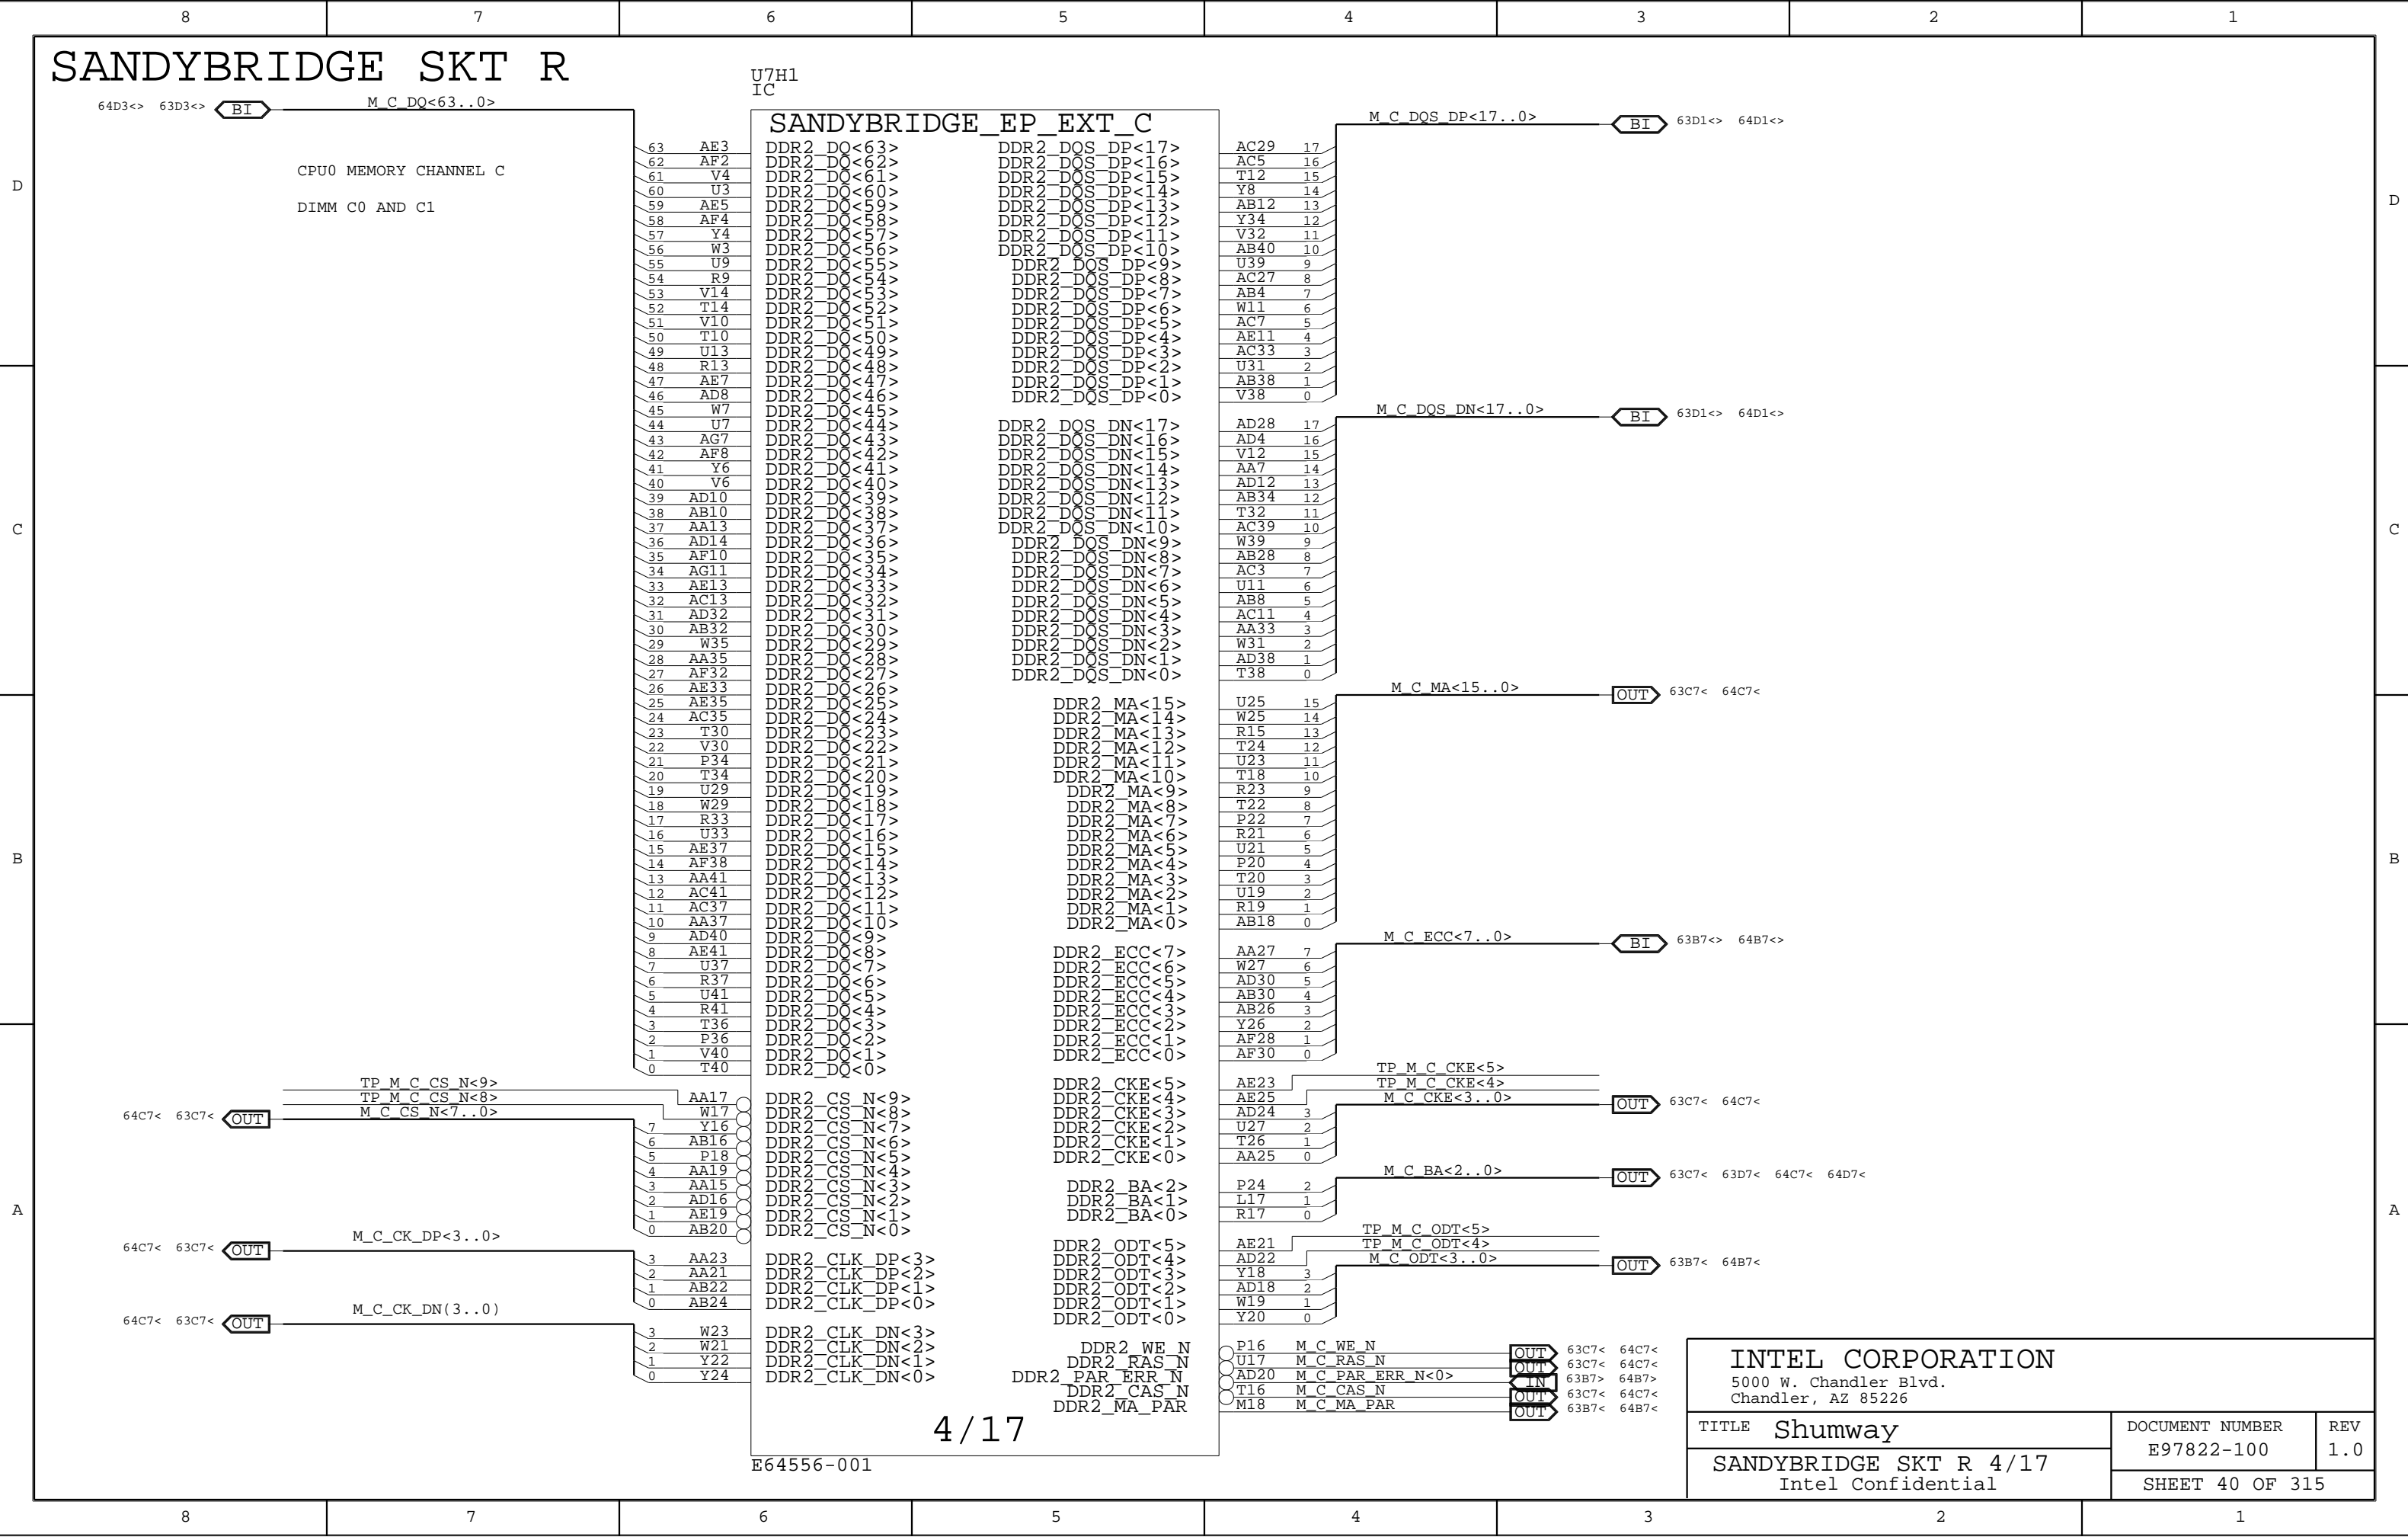 8 7 6 5 4 3 2 1
SANDYBRIDGE SKT R
U7H1
IC
64D3<> 63D3<> BI M_C_DQ<63..0>
CPU0 MEMORY CHANNEL C
DIMM C0 AND C1
SANDYBRIDGE_EP_EXT_C
63 AE3 DDR2_DQ<63>
62 AF2 DDR2_DQ<62>
61 V4 DDR2_DQ<61>
60 U3 DDR2_DQ<60>
59 AE5 DDR2_DQ<59>
58 AF4 DDR2_DQ<58>
57 Y4 DDR2_DQ<57>
56 W3 DDR2_DQ<56>
55 U9 DDR2_DQ<55>
54 R9 DDR2_DQ<54>
53 V14 DDR2_DQ<53>
52 T14 DDR2_DQ<52>
51 V10 DDR2_DQ<51>
50 T10 DDR2_DQ<50>
49 U13 DDR2_DQ<49>
48 R13 DDR2_DQ<48>
47 AE7 DDR2_DQ<47>
46 AD8 DDR2_DQ<46>
45 W7 DDR2_DQ<45>
44 U7 DDR2_DQ<44>
43 AG7 DDR2_DQ<43>
42 AF8 DDR2_DQ<42>
41 Y6 DDR2_DQ<41>
40 V6 DDR2_DQ<40>
39 AD10 DDR2_DQ<39>
38 AB10 DDR2_DQ<38>
37 AA13 DDR2_DQ<37>
36 AD14 DDR2_DQ<36>
35 AF10 DDR2_DQ<35>
34 AG11 DDR2_DQ<34>
33 AE13 DDR2_DQ<33>
32 AC13 DDR2_DQ<32>
31 AD32 DDR2_DQ<31>
30 AB32 DDR2_DQ<30>
29 W35 DDR2_DQ<29>
28 AA35 DDR2_DQ<28>
27 AF32 DDR2_DQ<27>
26 AE33 DDR2_DQ<26>
25 AE35 DDR2_DQ<25>
24 AC35 DDR2_DQ<24>
23 T30 DDR2_DQ<23>
22 V30 DDR2_DQ<22>
21 P34 DDR2_DQ<21>
20 T34 DDR2_DQ<20>
19 U29 DDR2_DQ<19>
18 W29 DDR2_DQ<18>
17 R33 DDR2_DQ<17>
16 U33 DDR2_DQ<16>
15 AE37 DDR2_DQ<15>
14 AF38 DDR2_DQ<14>
13 AA41 DDR2_DQ<13>
12 AC41 DDR2_DQ<12>
11 AC37 DDR2_DQ<11>
10 AA37 DDR2_DQ<10>
9 AD40 DDR2_DQ<9>
8 AE41 DDR2_DQ<8>
7 U37 DDR2_DQ<7>
6 R37 DDR2_DQ<6>
5 U41 DDR2_DQ<5>
4 R41 DDR2_DQ<4>
3 T36 DDR2_DQ<3>
2 P36 DDR2_DQ<2>
1 V40 DDR2_DQ<1>
0 T40 DDR2_DQ<0>
TP_M_C_CS_N<9>
TP_M_C_CS_N<8>
64C7< 63C7< OUT M_C_CS_N<7..0>
AA17 DDR2_CS_N<9>
W17 DDR2_CS_N<8>
7 Y16 DDR2_CS_N<7>
6 AB16 DDR2_CS_N<6>
5 P18 DDR2_CS_N<5>
4 AA19 DDR2_CS_N<4>
3 AA15 DDR2_CS_N<3>
2 AD16 DDR2_CS_N<2>
1 AE19 DDR2_CS_N<1>
0 AB20 DDR2_CS_N<0>
64C7< 63C7< OUT M_C_CK_DP<3..0>
3 AA23 DDR2_CLK_DP<3>
2 AA21 DDR2_CLK_DP<2>
1 AB22 DDR2_CLK_DP<1>
0 AB24 DDR2_CLK_DP<0>
64C7< 63C7< OUT M_C_CK_DN(3..0)
3 W23 DDR2_CLK_DN<3>
2 W21 DDR2_CLK_DN<2>
1 Y22 DDR2_CLK_DN<1>
0 Y24 DDR2_CLK_DN<0>
M_C_DQS_DP<17..0> BI 63D1<> 64D1<>
DDR2_DQS_DP<17> AC29 17
DDR2_DQS_DP<16> AC5 16
DDR2_DQS_DP<15> T12 15
DDR2_DQS_DP<14> Y8 14
DDR2_DQS_DP<13> AB12 13
DDR2_DQS_DP<12> Y34 12
DDR2_DQS_DP<11> V32 11
DDR2_DQS_DP<10> AB40 10
DDR2_DQS_DP<9> U39 9
DDR2_DQS_DP<8> AC27 8
DDR2_DQS_DP<7> AB4 7
DDR2_DQS_DP<6> W11 6
DDR2_DQS_DP<5> AC7 5
DDR2_DQS_DP<4> AE11 4
DDR2_DQS_DP<3> AC33 3
DDR2_DQS_DP<2> U31 2
DDR2_DQS_DP<1> AB38 1
DDR2_DQS_DP<0> V38 0
M_C_DQS_DN<17..0> BI 63D1<> 64D1<>
DDR2_DQS_DN<17> AD28 17
DDR2_DQS_DN<16> AD4 16
DDR2_DQS_DN<15> V12 15
DDR2_DQS_DN<14> AA7 14
DDR2_DQS_DN<13> AD12 13
DDR2_DQS_DN<12> AB34 12
DDR2_DQS_DN<11> T32 11
DDR2_DQS_DN<10> AC39 10
DDR2_DQS_DN<9> W39 9
DDR2_DQS_DN<8> AB28 8
DDR2_DQS_DN<7> AC3 7
DDR2_DQS_DN<6> U11 6
DDR2_DQS_DN<5> AB8 5
DDR2_DQS_DN<4> AC11 4
DDR2_DQS_DN<3> AA33 3
DDR2_DQS_DN<2> W31 2
DDR2_DQS_DN<1> AD38 1
DDR2_DQS_DN<0> T38 0
M_C_MA<15..0> OUT 63C7< 64C7<
DDR2_MA<15> U25 15
DDR2_MA<14> W25 14
DDR2_MA<13> R15 13
DDR2_MA<12> T24 12
DDR2_MA<11> U23 11
DDR2_MA<10> T18 10
DDR2_MA<9> R23 9
DDR2_MA<8> T22 8
DDR2_MA<7> P22 7
DDR2_MA<6> R21 6
DDR2_MA<5> U21 5
DDR2_MA<4> P20 4
DDR2_MA<3> T20 3
DDR2_MA<2> U19 2
DDR2_MA<1> R19 1
DDR2_MA<0> AB18 0
M_C_ECC<7..0> BI 63B7<> 64B7<>
DDR2_ECC<7> AA27 7
DDR2_ECC<6> W27 6
DDR2_ECC<5> AD30 5
DDR2_ECC<4> AB30 4
DDR2_ECC<3> AB26 3
DDR2_ECC<2> Y26 2
DDR2_ECC<1> AF28 1
DDR2_ECC<0> AF30 0
TP_M_C_CKE<5>
TP_M_C_CKE<4>
M_C_CKE<3..0> OUT 63C7< 64C7<
DDR2_CKE<5> AE23
DDR2_CKE<4> AE25
DDR2_CKE<3> AD24 3
DDR2_CKE<2> U27 2
DDR2_CKE<1> T26 1
DDR2_CKE<0> AA25 0
M_C_BA<2..0> OUT 63C7< 63D7< 64C7< 64D7<
DDR2_BA<2> P24 2
DDR2_BA<1> L17 1
DDR2_BA<0> R17 0
TP_M_C_ODT<5>
TP_M_C_ODT<4>
M_C_ODT<3..0> OUT 63B7< 64B7<
DDR2_ODT<5> AE21
DDR2_ODT<4> AD22
DDR2_ODT<3> Y18 3
DDR2_ODT<2> AD18 2
DDR2_ODT<1> W19 1
DDR2_ODT<0> Y20 0
DDR2_WE_N P16 M_C_WE_N OUT 63C7< 64C7<
DDR2_RAS_N U17 M_C_RAS_N OUT 63C7< 64C7<
DDR2_PAR_ERR_N AD20 M_C_PAR_ERR_N<0> IN 63B7> 64B7>
DDR2_CAS_N T16 M_C_CAS_N OUT 63C7< 64C7<
DDR2_MA_PAR M18 M_C_MA_PAR OUT 63B7< 64B7<
4/17
E64556-001
D D
C C
B B
A A
INTEL CORPORATION
5000 W. Chandler Blvd.
Chandler, AZ 85226
TITLE Shumway
SANDYBRIDGE SKT R 4/17
Intel Confidential
DOCUMENT NUMBER
E97822-100
REV
1.0
SHEET 40 OF 315
8 7 6 5 4 3 2 1